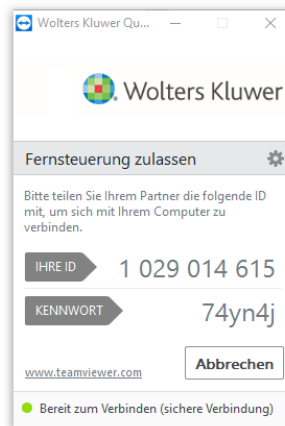 Wolters Kluwer Qu...
Wolters Kluwer
Fernsteuerung zulassen
Bitte teilen Sie Ihrem Partner die folgende ID
mit, um sich mit Ihrem Computer zu
verbinden.
IHRE ID 1 029 014 615
KENNWORT 74yn4j
www.teamviewer.com Abbrechen
Bereit zum Verbinden (sichere Verbindung)